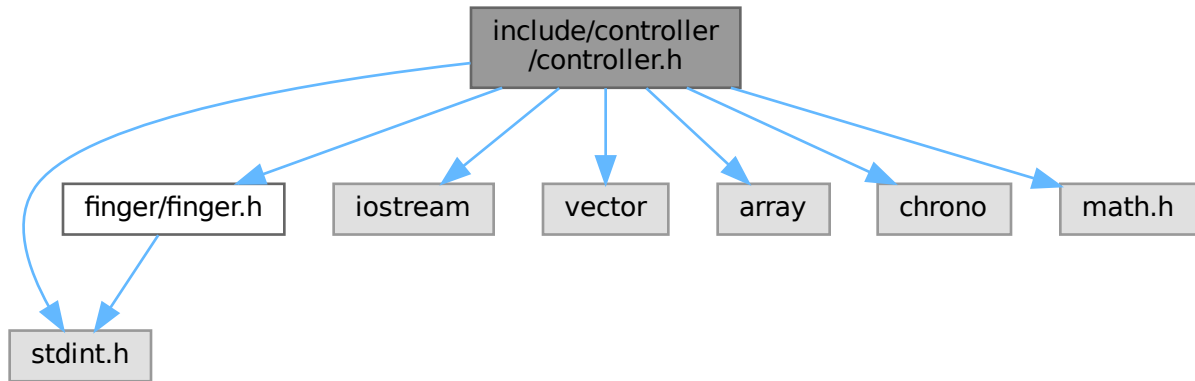 include/controller
/controller.h
finger/finger.h
iostream
vector
array
chrono
math.h
stdint.h